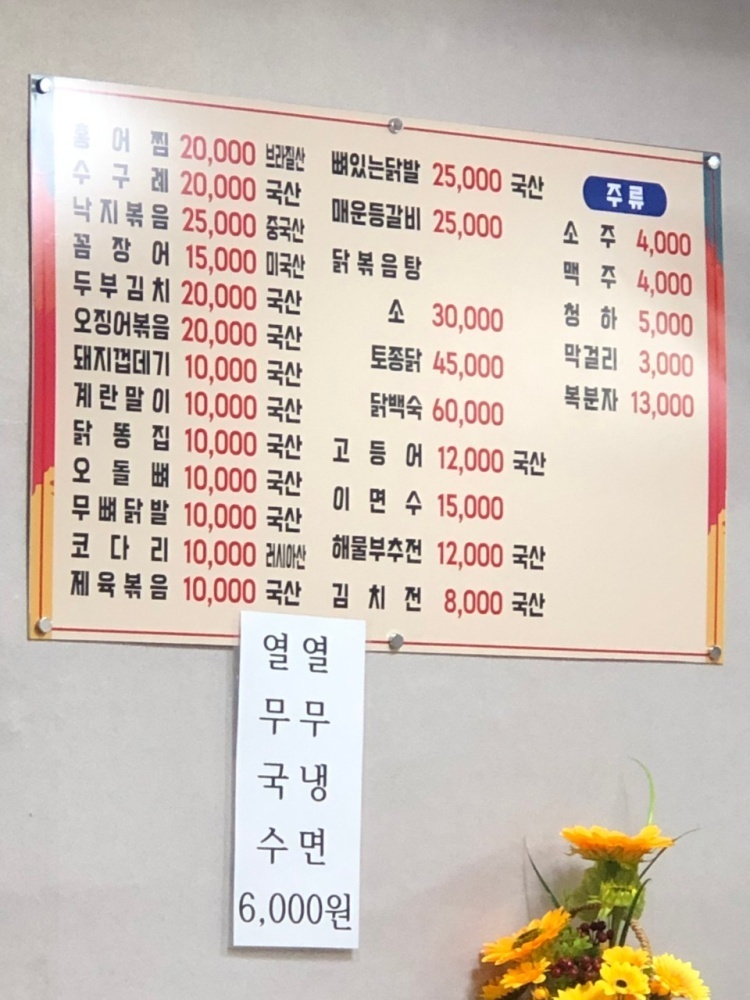 홍어찜 20,000 브라질산
수구레 20,000 국산
낙지볶음 25,000 중국산
꼼장어 15,000 미국산
두부김치 20,000 국산
오징어볶음 20,000 국산
돼지껍데기 10,000 국산
계란말이 10,000 국산
닭똥집 10,000 국산
오돌뼈 10,000 국산
무뼈닭발 10,000 국산
코다리 10,000 러시아산
제육볶음 10,000 국산
뼈있는닭발 25,000 국산
매운등갈비 25,000
닭볶음탕
소 30,000
토종닭 45,000
닭백숙 60,000
고등어 12,000 국산
이면수 15,000
해물부추전 12,000 국산
김치전 8,000 국산
주류
소주 4,000
맥주 4,000
청하 5,000
막걸리 3,000
복분자 13,000
열무국수
열무냉면
6,000원